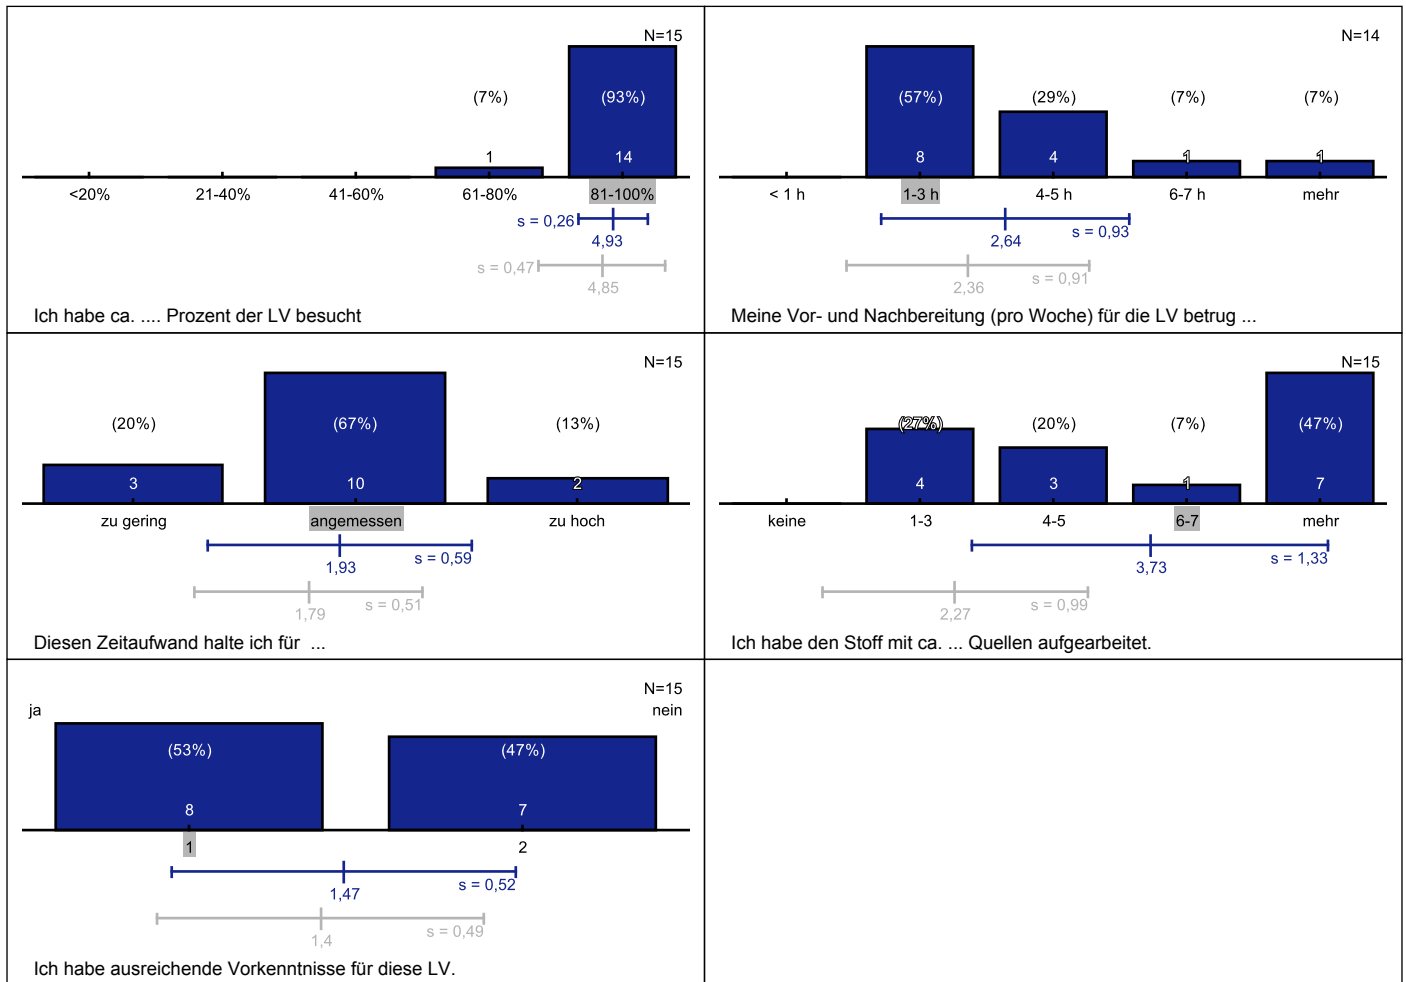 N=15
(7%)
(93%)
1
14
<20%
21-40%
41-60%
61-80%
81-100%
s = 0,26
4,93
s = 0,47
4,85
Ich habe ca. .... Prozent der LV besucht
N=14
(57%)
(29%)
(7%)
(7%)
8
4
1
1
< 1 h
1-3 h
4-5 h
6-7 h
mehr
s = 0,93
2,64
s = 0,91
2,36
Meine Vor- und Nachbereitung (pro Woche) für die LV betrug ...
N=15
(20%)
(67%)
(13%)
3
10
2
zu gering
angemessen
zu hoch
s = 0,59
1,93
s = 0,51
1,79
Diesen Zeitaufwand halte ich für ...
N=15
(27%)
(20%)
(7%)
(47%)
4
3
1
7
keine
1-3
4-5
6-7
mehr
s = 1,33
3,73
s = 0,99
2,27
Ich habe den Stoff mit ca. ... Quellen aufgearbeitet.
N=15
ja
nein
(53%)
(47%)
8
7
1
2
s = 0,52
1,47
s = 0,49
1,4
Ich habe ausreichende Vorkenntnisse für diese LV.